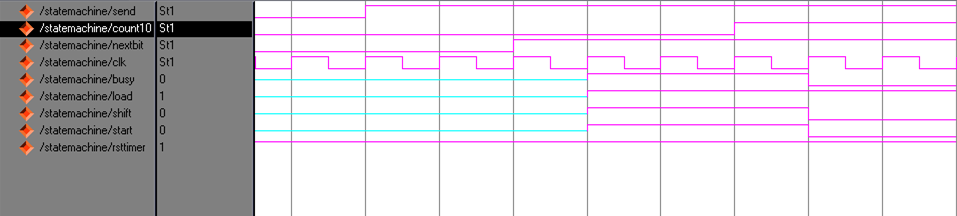 /statemachine/send St1
/statemachine/count10 St1
/statemachine/nextbit St1
/statemachine/clk St1
/statemachine/busy 0
/statemachine/load 1
/statemachine/shift 0
/statemachine/start 0
/statemachine/rsttimer 1